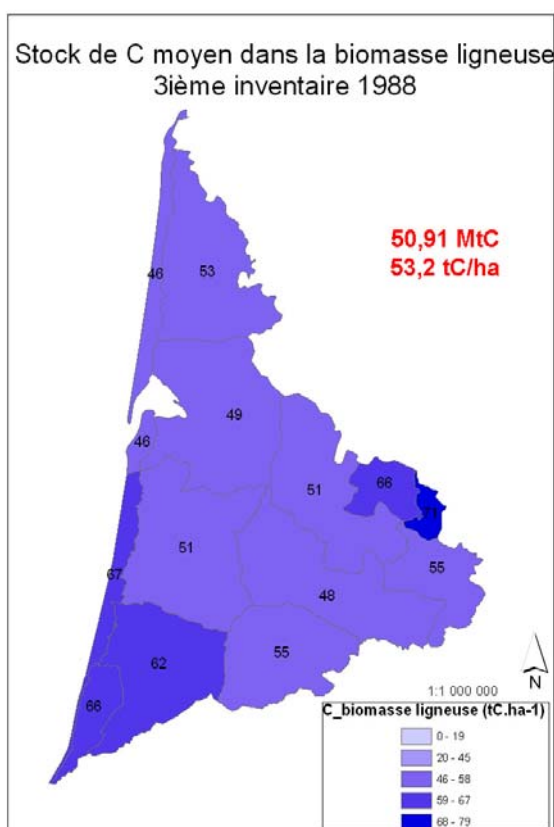 Stock de C moyen dans la biomasse ligneuse
3ième inventaire 1988
50,91 MtC
53,2 tC/ha
46
53
49
46
51
66
71
51
55
67
48
62
55
66
N
1:1 000 000
C_biomasse ligneuse (tC.ha-1)
0 - 19
20 - 45
46 - 58
59 - 67
68 - 79